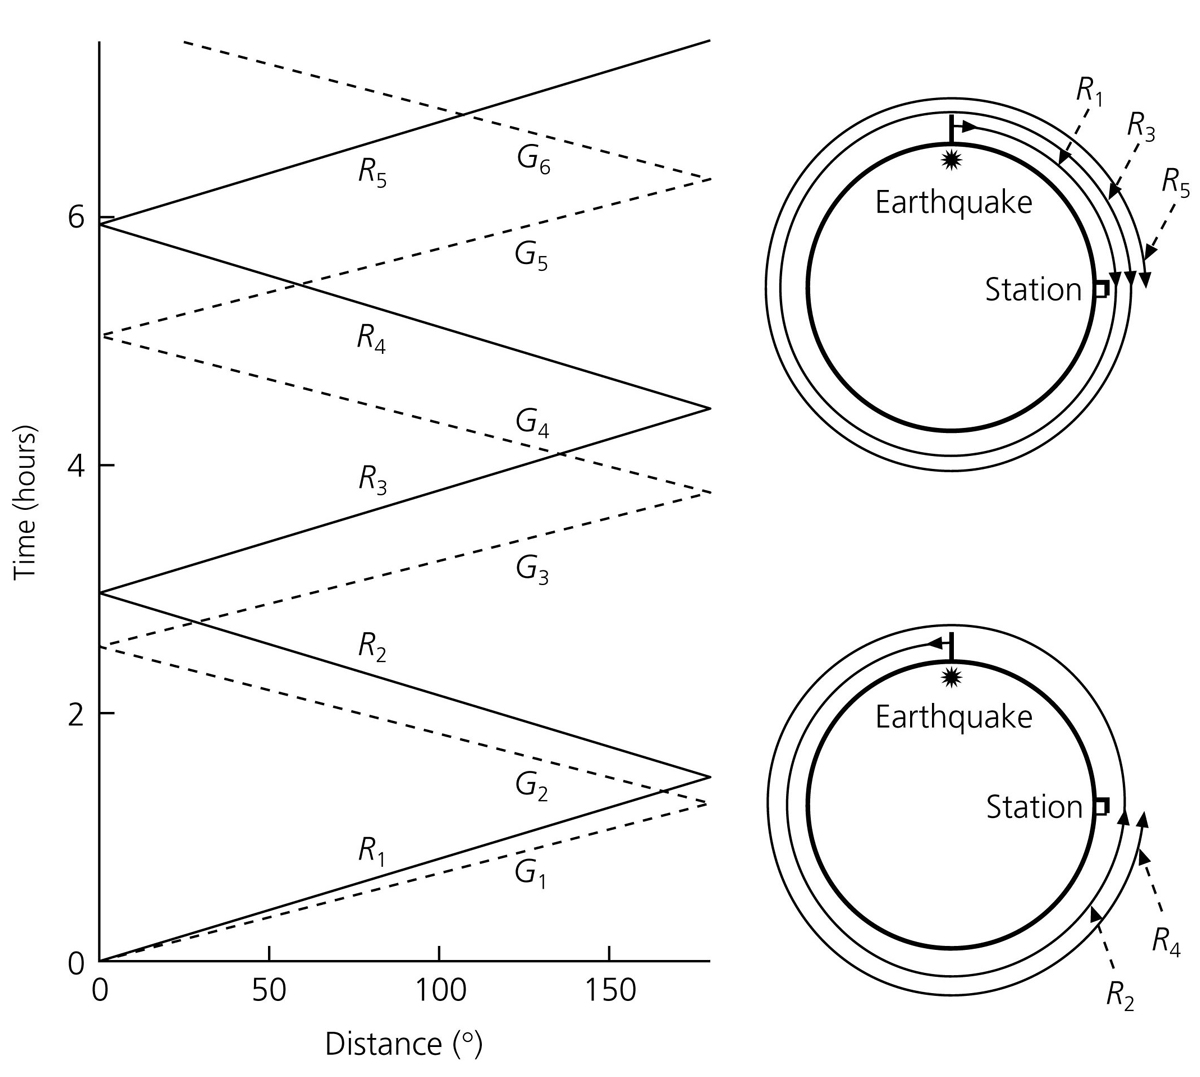 R5
G6
6
G5
R4
G4
4
R3
G3
R2
2
G2
R1
G1
0
0
50
100
150
Time (hours)
Distance (°)
R1
R3
R5
Earthquake
Station
Earthquake
Station
R4
R2